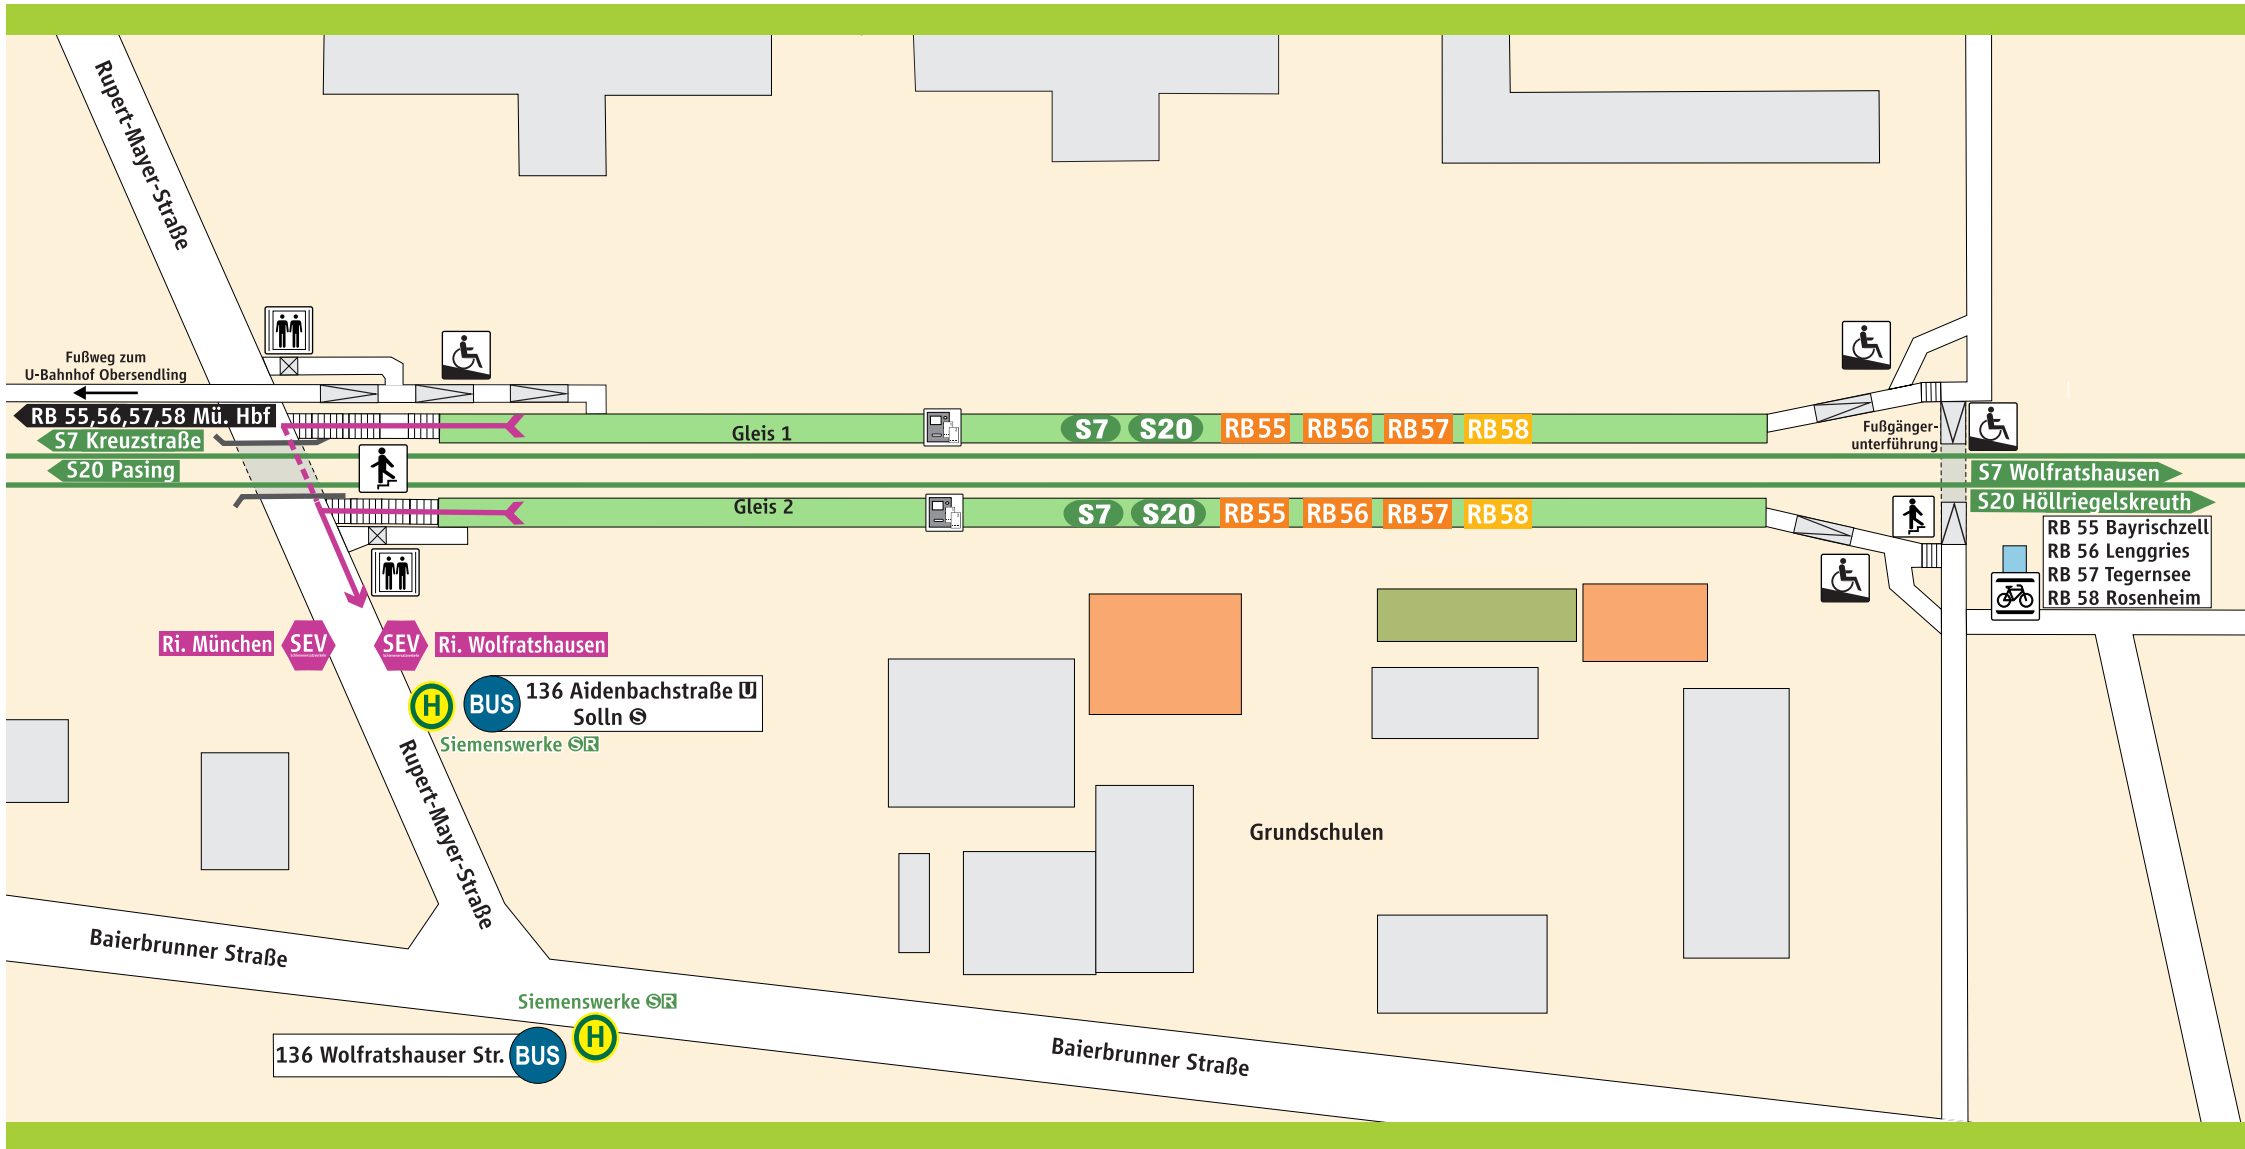 Rupert-Mayer-Straße
Fußweg zum
U-Bahnhof Obersendling
RB 55,56,57,58 Mü. Hbf
S7 Kreuzstraße
S20 Pasing
Gleis 1
S7 S20 RB55 RB56 RB57 RB58
Fußgänger-
unterführung
S7 Wolfratshausen
S20 Höllriegelskreuth
Gleis 2
S7 S20 RB55 RB56 RB57 RB58
RB 55 Bayrischzell
RB 56 Lenggries
RB 57 Tegernsee
RB 58 Rosenheim
Ri. München SEV
SEV Ri. Wolfratshausen
H BUS 136 Aidenbachstraße U
Solln S
Siemenswerke S R
Rupert-Mayer-Straße
Grundschulen
Baierbrunner Straße
Siemenswerke S R
136 Wolfratshauser Str. BUS H
Baierbrunner Straße